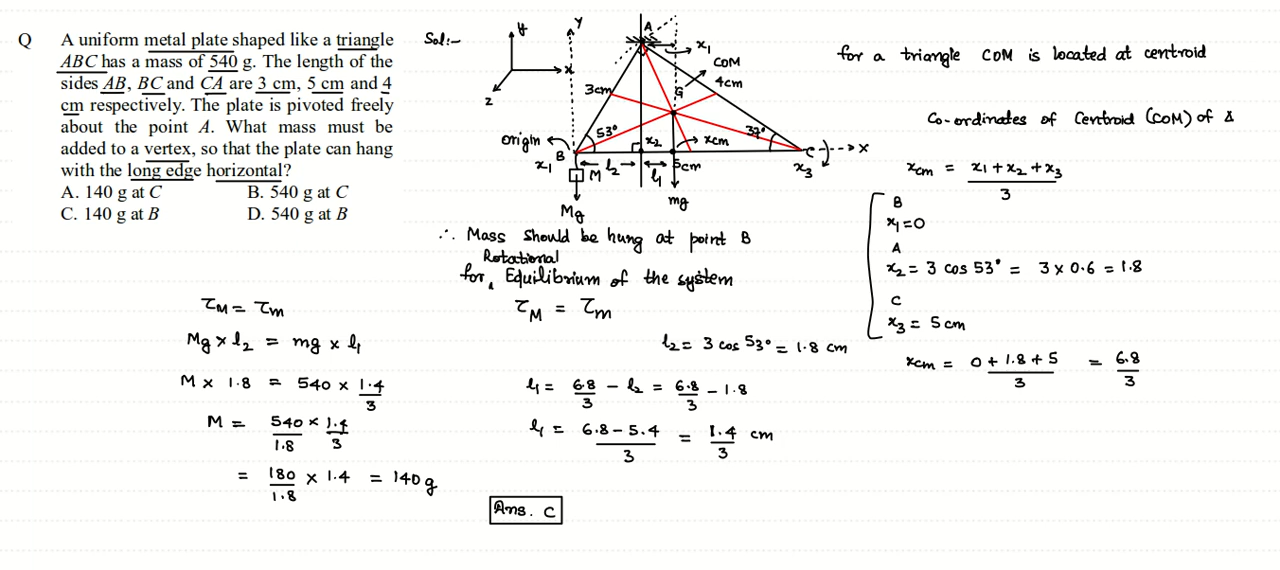 Q A uniform metal plate shaped like a triangle
ABC has a mass of 540 g. The length of the
sides AB, BC and CA are 3 cm, 5 cm and 4
cm respectively. The plate is pivoted freely
about the point A. What mass must be
added to a vertex, so that the plate can hang
with the long edge horizontal?
A. 140 g at C B. 540 g at C
C. 140 g at B D. 540 g at B
Sol:-
y
x
z
Y
A
x₁
COM
3cm
4cm
G
53°
37°
origin
x₁ B
x₂
xcm
C
x
x₃
l₂
l₁
5cm
M
Mg
mg
∴ Mass should be hung at point B
Rotational
for Equilibrium of the system
τM = τm
l₂ = 3 cos 53° = 1.8 cm
l₁ = 6.8/3 - l₂ = 6.8/3 - 1.8
l₁ = 6.8 - 5.4/3 = 1.4/3 cm
Ans. C
τM = τm
Mg × l₂ = mg × l₁
M × 1.8 = 540 × 1.4/3
M = 540/1.8 × 1.4/3
= 180/1.8 × 1.4 = 140g
for a triangle COM is located at centroid
Co-ordinates of Centroid (COM) of Δ
xcm = x₁ + x₂ + x₃/3
B
x₁ = 0
A
x₂ = 3 cos 53° = 3 × 0.6 = 1.8
C
x₃ = 5 cm
xcm = 0 + 1.8 + 5/3 = 6.8/3